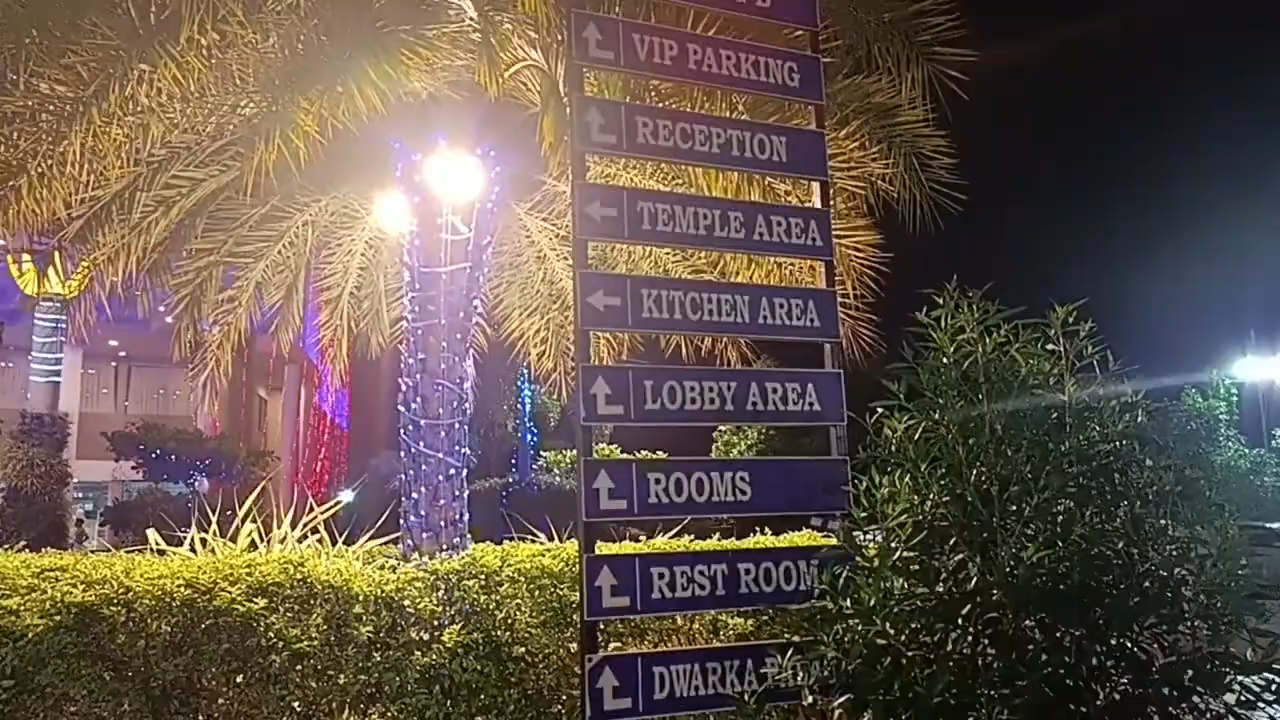 VIP PARKING
RECEPTION
TEMPLE AREA
KITCHEN AREA
LOBBY AREA
ROOMS
REST ROOM
DWARKA